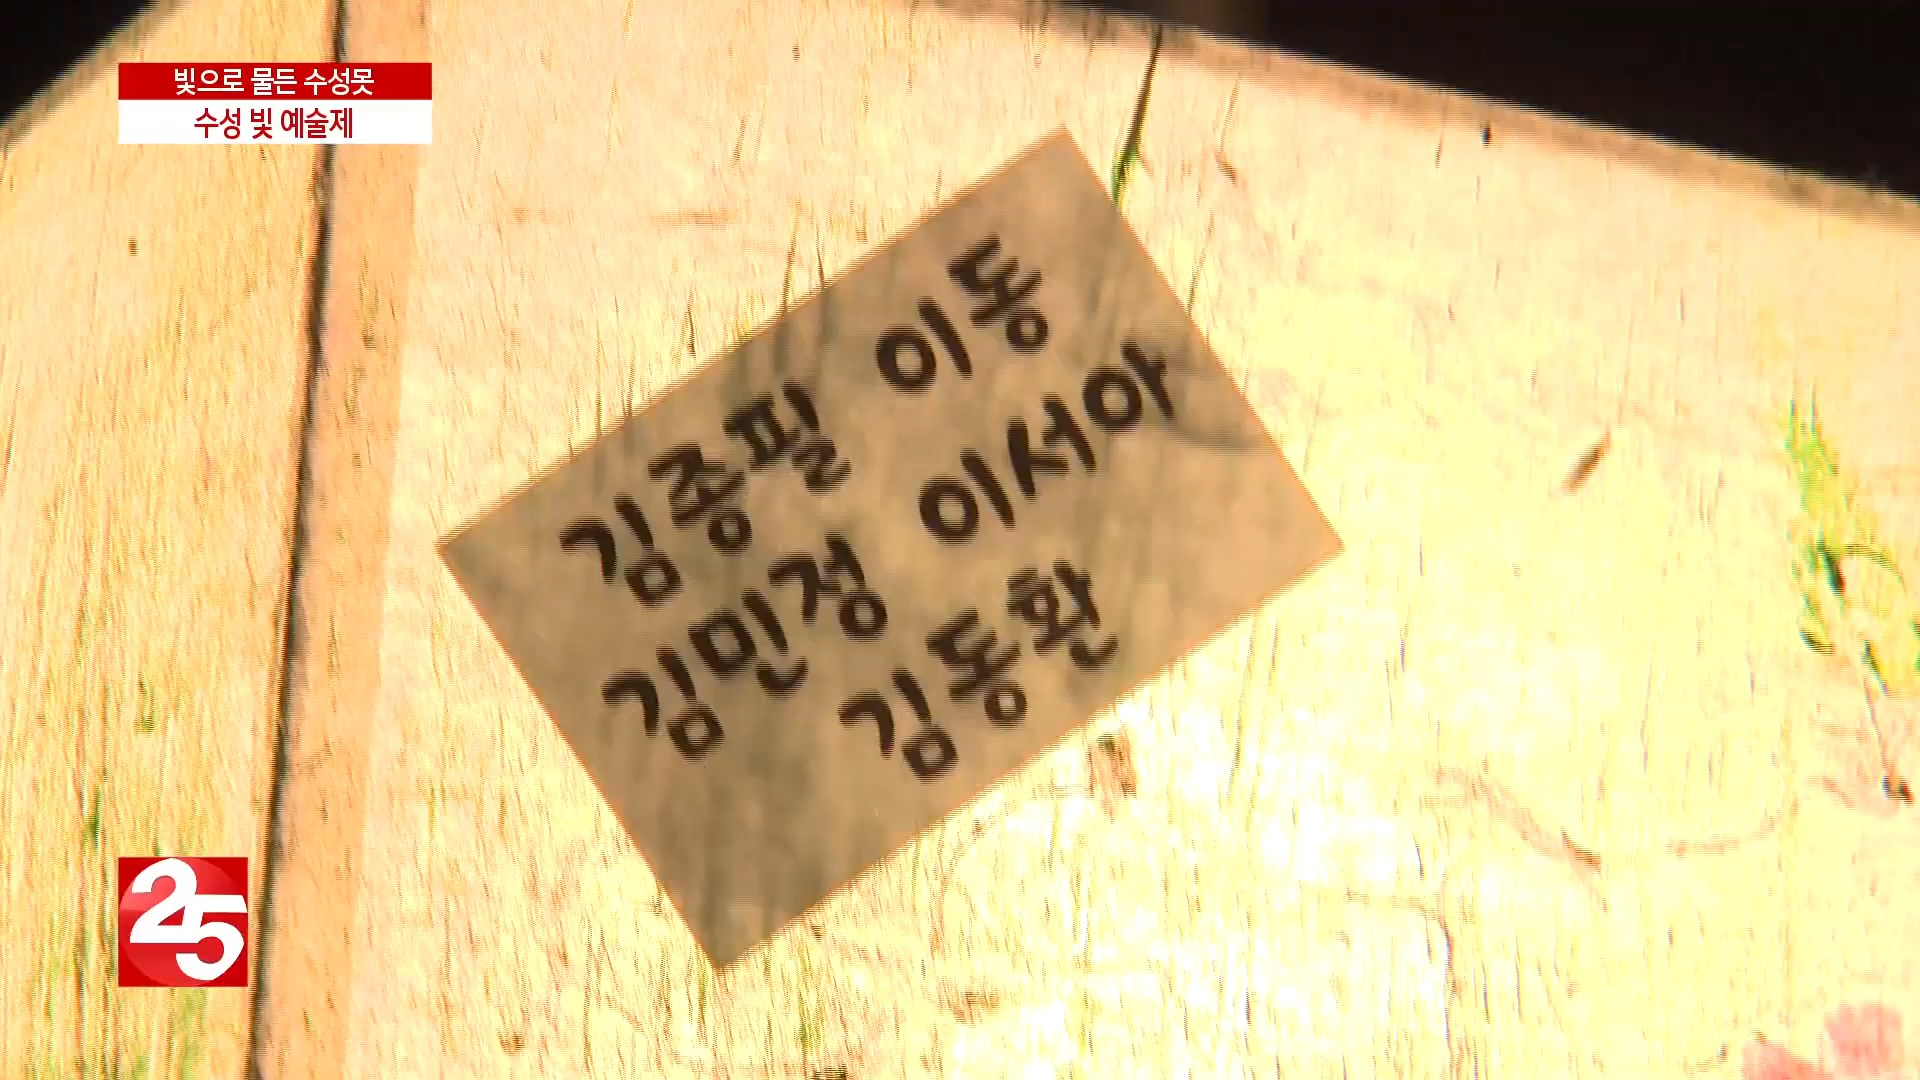 빛으로 물든 수성못
수성 빛 예술제
김종필 이동
김민정 이서아
김동환
25